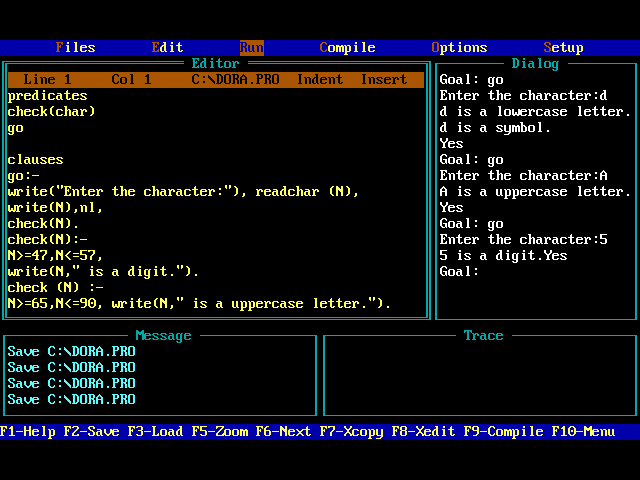 Files Edit Run Compile Options Setup
Editor
Line 1 Col 1 C:\DORA.PRO Indent Insert
predicates
check(char)
go
clauses
go:-
write("Enter the character:"), readchar (N),
write(N),nl,
check(N).
check(N):-
N>=47,N<=57,
write(N," is a digit.").
check (N) :-
N>=65,N<=90, write(N," is a uppercase letter.").
Dialog
Goal: go
Enter the character:d
d is a lowercase letter.
d is a symbol.
Yes
Goal: go
Enter the character:A
A is a uppercase letter.
Yes
Goal: go
Enter the character:5
5 is a digit.Yes
Goal:
Message
Save C:\DORA.PRO
Save C:\DORA.PRO
Save C:\DORA.PRO
Save C:\DORA.PRO
Trace
F1-Help F2-Save F3-Load F5-Zoom F6-Next F7-Xcopy F8-Xedit F9-Compile F10-Menu